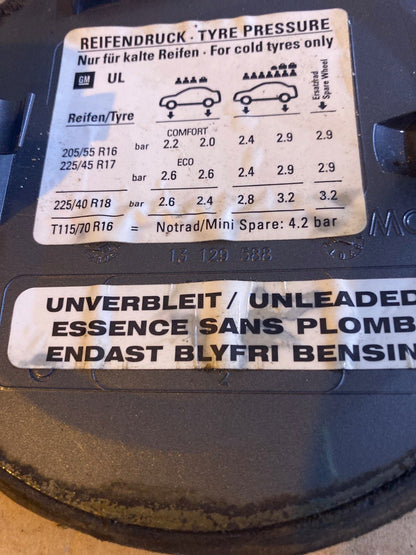 REIFENDRUCK · TYRE PRESSURE
Nur für kalte Reifen · For cold tyres only
GM UL
Reifen/Tyre
Ersatzrad
Spare Wheel
COMFORT
205/55 R16 bar 2.2 2.0 2.4 2.9 2.9
225/45 R17
ECO
bar 2.6 2.6 2.4 2.9 2.9
225/40 R18 bar 2.6 2.4 2.8 3.2 3.2
T115/70 R16 = Notrad/Mini Spare: 4.2 bar
13 129 588
UNVERBLEIT / UNLEADED
ESSENCE SANS PLOMB
ENDAST BLYFRI BENSIN